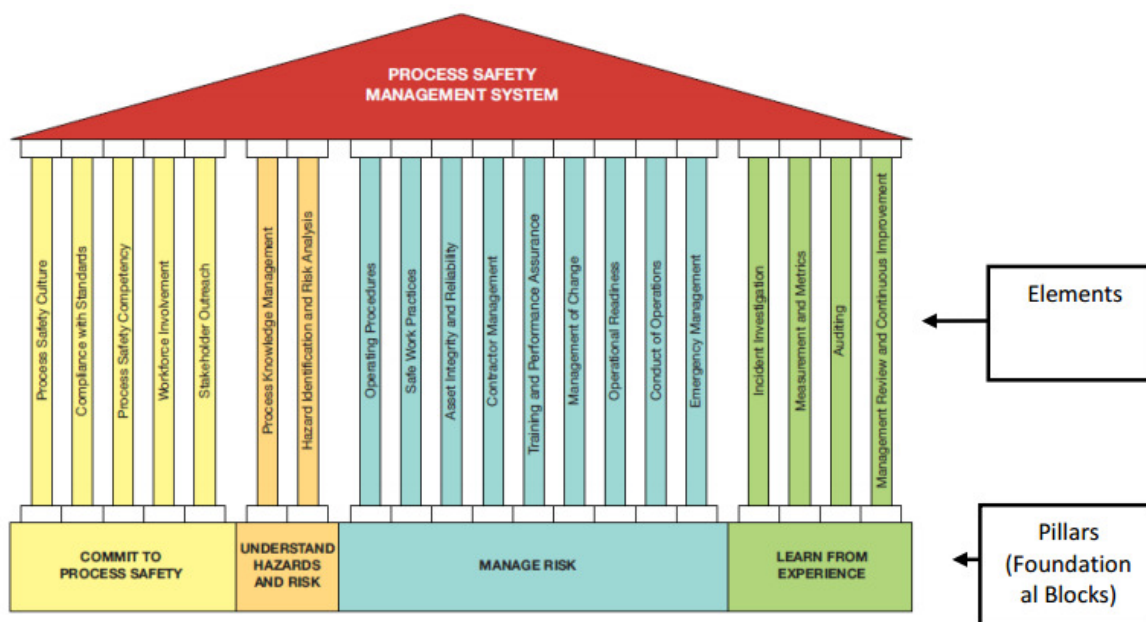 PROCESS SAFETY
MANAGEMENT SYSTEM
Process Safety Culture
Compliance with Standards
Process Safety Competency
Workforce Involvement
Stakeholder Outreach
Process Knowledge Management
Hazard Identification and Risk Analysis
Operating Procedures
Safe Work Practices
Asset Integrity and Reliability
Contractor Management
Training and Performance Assurance
Management of Change
Operational Readiness
Conduct of Operations
Emergency Management
Incident Investigation
Measurement and Metrics
Auditing
Management Review and Continuous Improvement
Elements
COMMIT TO
PROCESS SAFETY
UNDERSTAND
HAZARDS
AND RISK
MANAGE RISK
LEARN FROM
EXPERIENCE
Pillars
(Foundation
al Blocks)